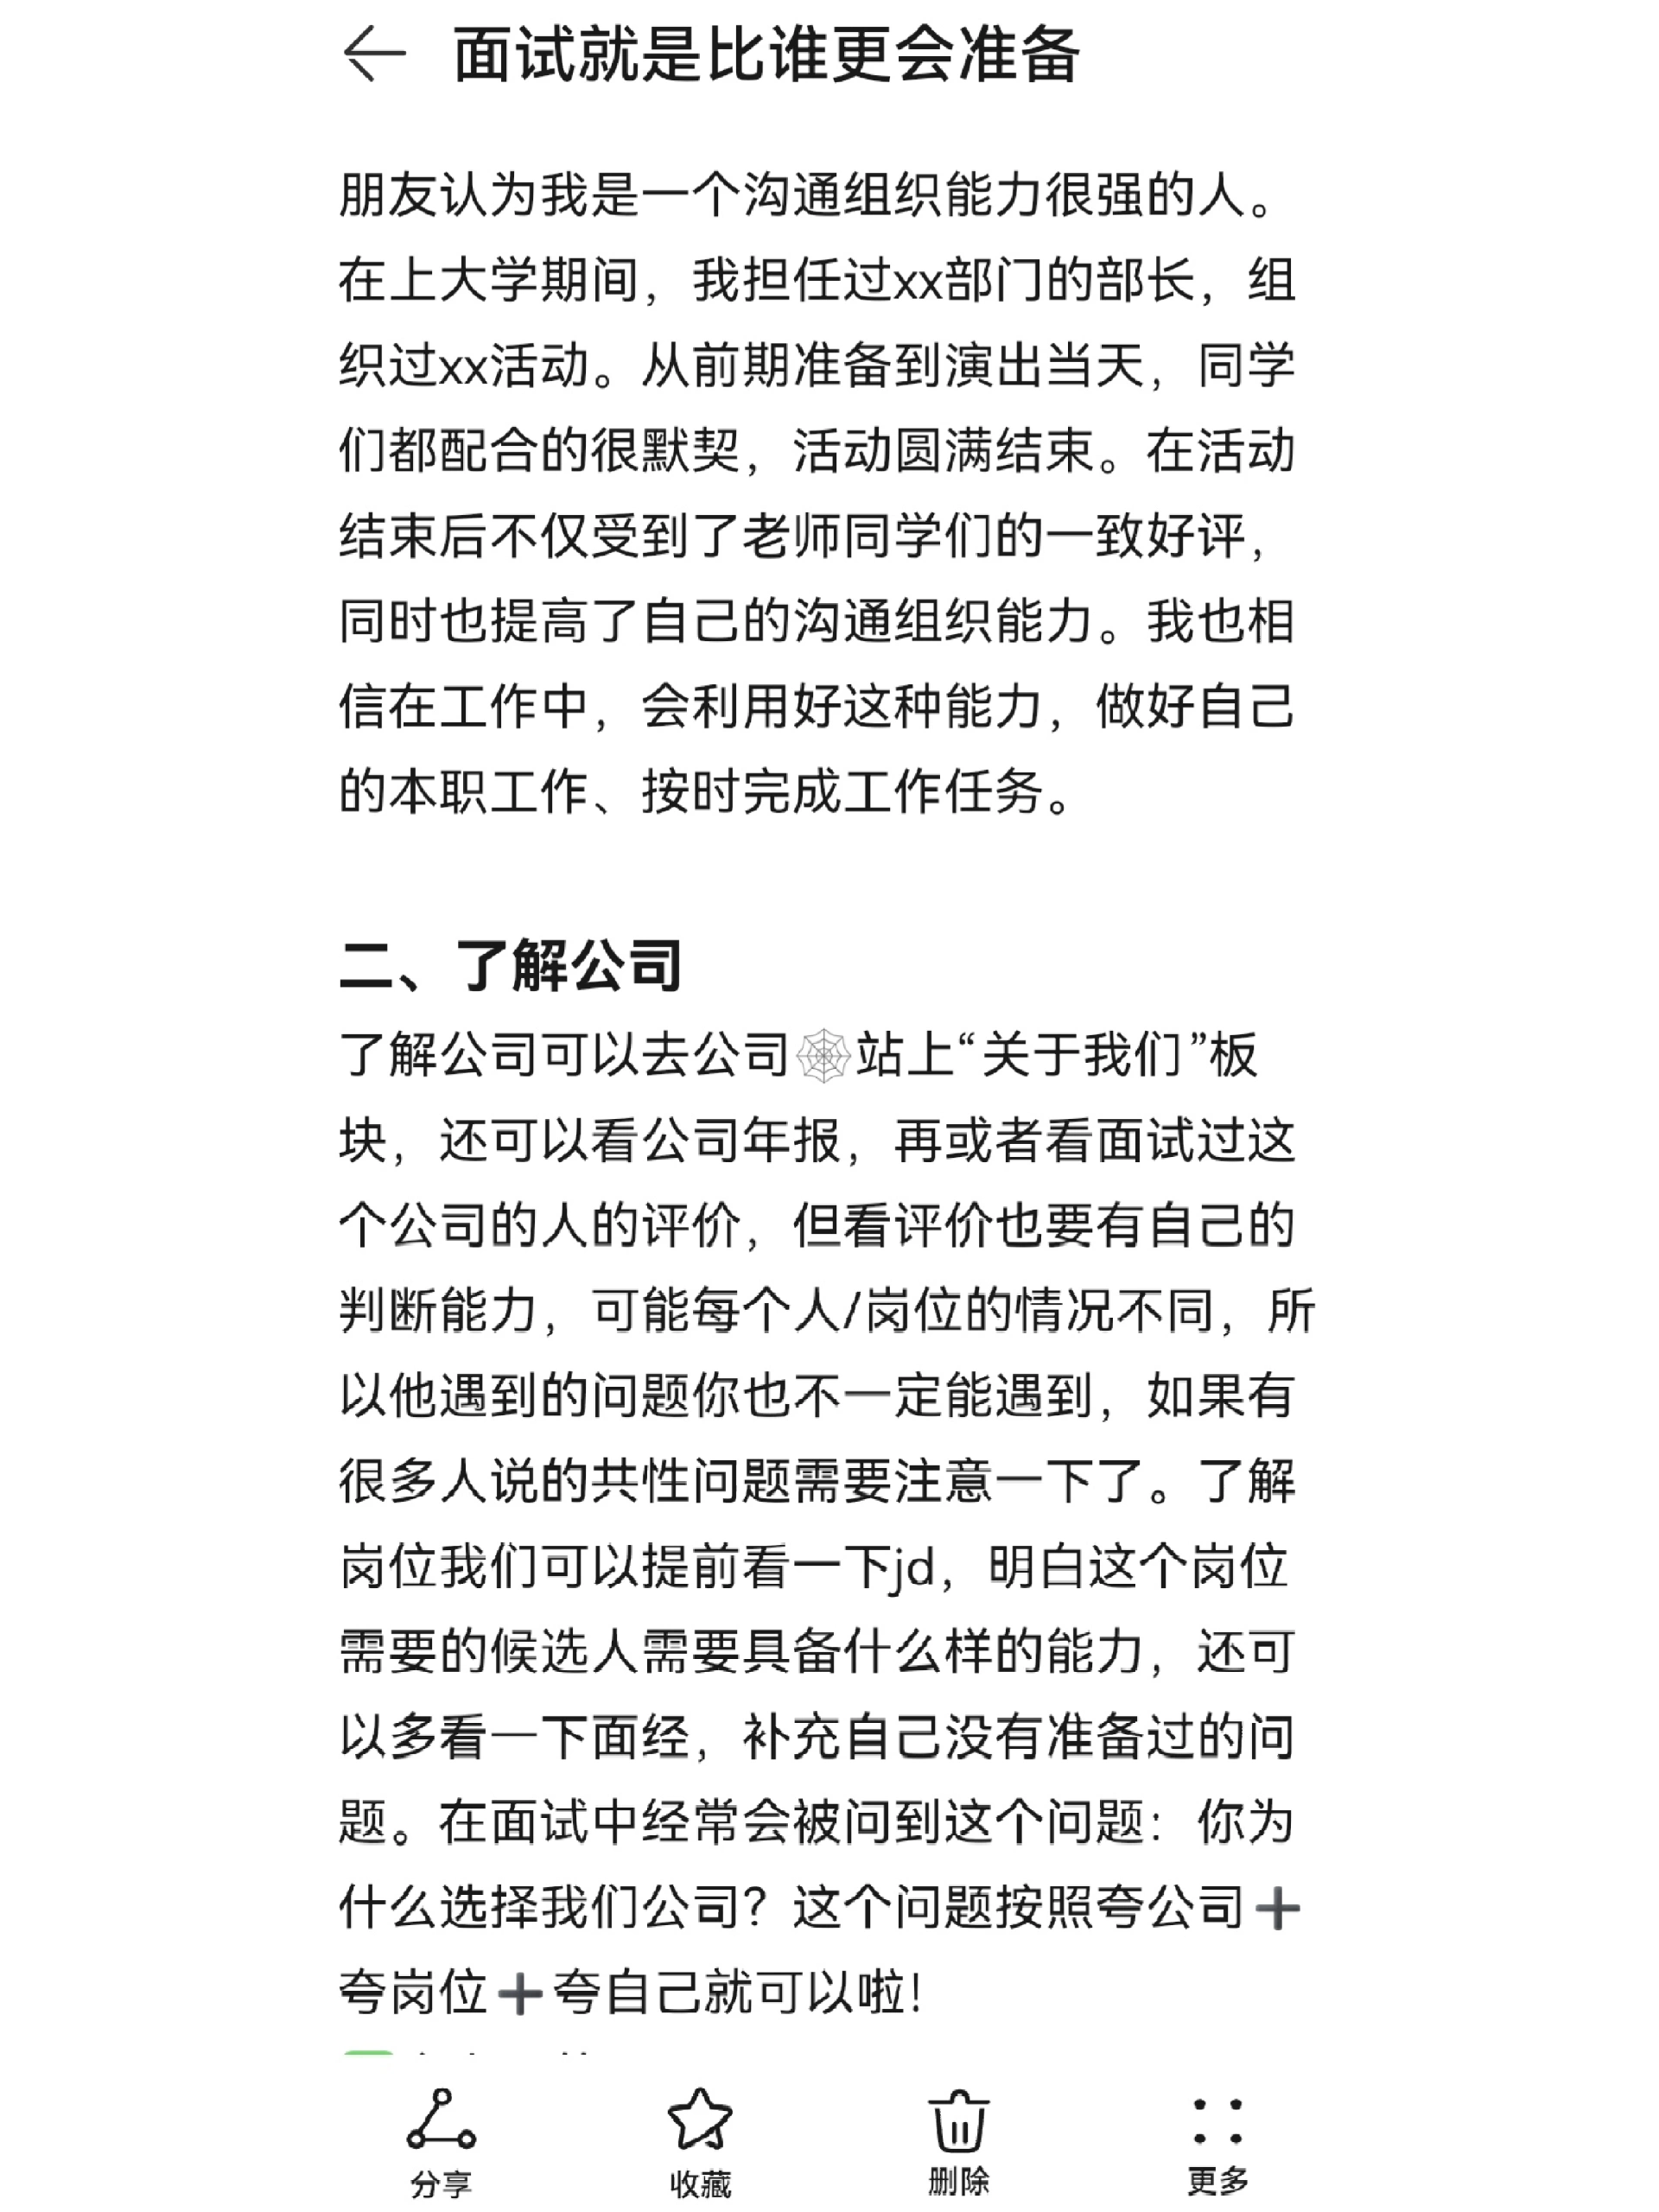 面试就是比谁更会准备
朋友认为我是一个沟通组织能力很强的人。
在上大学期间，我担任过xx部门的部长，组
织过xx活动。从前期准备到演出当天，同学
们都配合的很默契，活动圆满结束。在活动
结束后不仅受到了老师同学们的一致好评，
同时也提高了自己的沟通组织能力。我也相
信在工作中，会利用好这种能力，做好自己
的本职工作、按时完成工作任务。
二、了解公司
了解公司可以去公司🕸️站上“关于我们”板
块，还可以看公司年报，再或者看面试过这
个公司的人的评价，但看评价也要有自己的
判断能力，可能每个人/岗位的情况不同，所
以他遇到的问题你也不一定能遇到，如果有
很多人说的共性问题需要注意一下了。了解
岗位我们可以提前看一下jd，明白这个岗位
需要的候选人需要具备什么样的能力，还可
以多看一下面经，补充自己没有准备过的问
题。在面试中经常会被问到这个问题：你为
什么选择我们公司？这个问题按照夸公司➕
夸岗位➕夸自己就可以啦！
分享 收藏 删除 更多